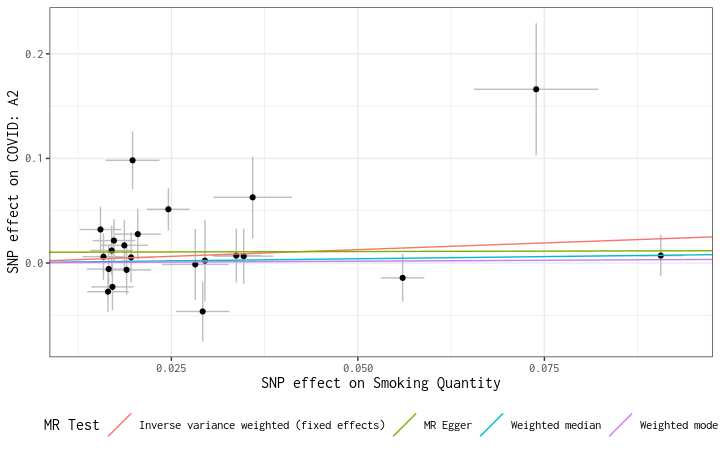 SNP effect on COVID: A2
0.2
0.1
0.0
0.025 0.050 0.075
SNP effect on Smoking Quantity
MR Test Inverse variance weighted (fixed effects) MR Egger Weighted median Weighted mode